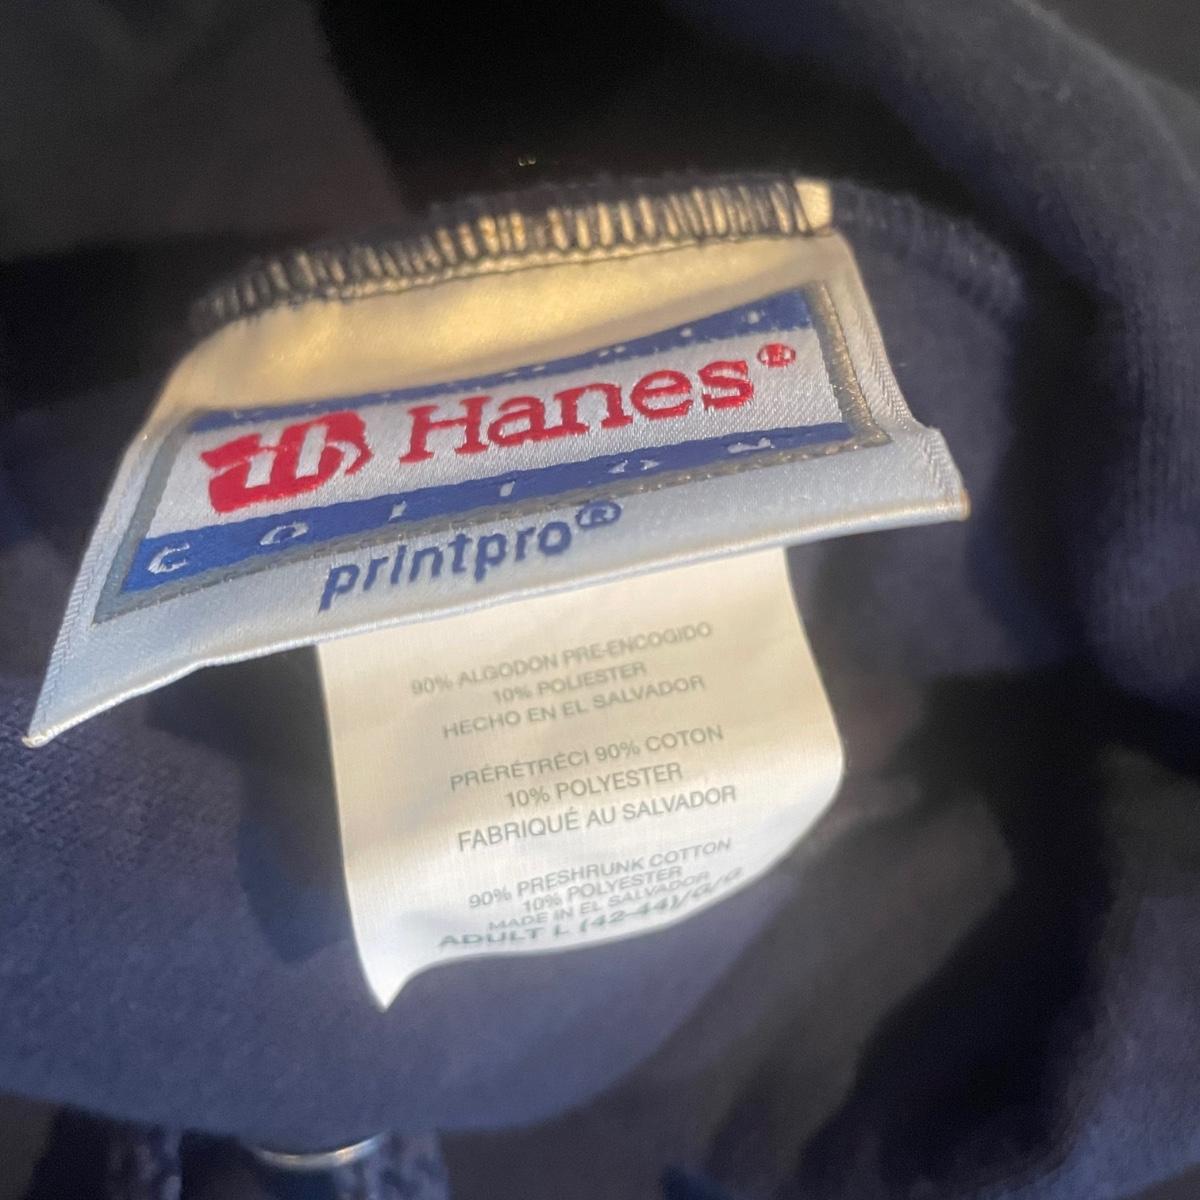 Hanes®
COTTON
printpro®
90% ALGODON PRE-ENCOGIDO
10% POLIESTER
HECHO EN EL SALVADOR
PRÉRÉTRÉCI 90% COTON
10% POLYESTER
FABRIQUÉ AU SALVADOR
90% PRESHRUNK COTTON
10% POLYESTER
MADE IN EL SALVADOR
ADULT L (42-44)/G/G